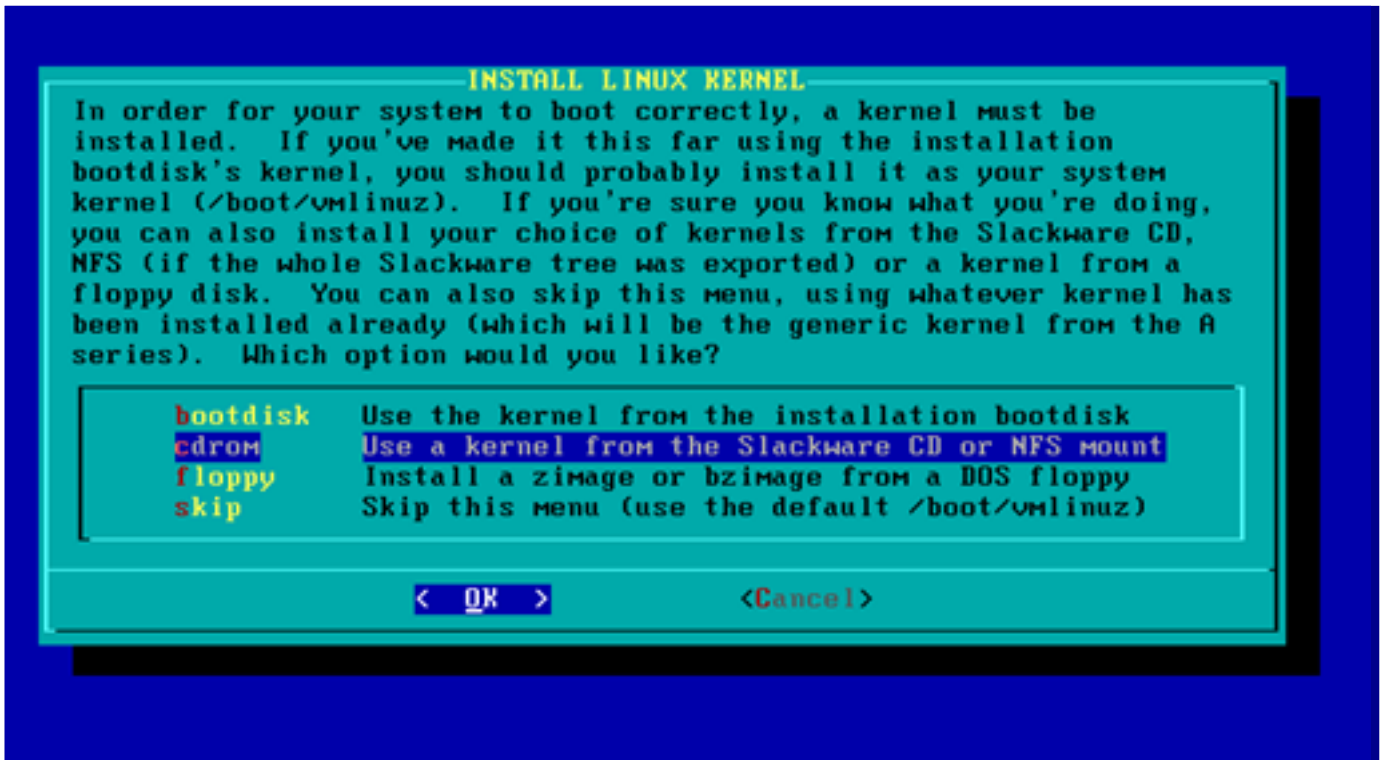 INSTALL LINUX KERNEL
In order for your system to boot correctly, a kernel must be
installed.  If you've made it this far using the installation
bootdisk's kernel, you should probably install it as your system
kernel (/boot/vmlinuz).  If you're sure you know what you're doing,
you can also install your choice of kernels from the Slackware CD,
NFS (if the whole Slackware tree was exported) or a kernel from a
floppy disk.  You can also skip this menu, using whatever kernel has
been installed already (which will be the generic kernel from the A
series).  Which option would you like?
bootdisk  Use the kernel from the installation bootdisk
cdrom  Use a kernel from the Slackware CD or NFS mount
floppy  Install a zimage or bzimage from a DOS floppy
skip  Skip this menu (use the default /boot/vmlinuz)
<  OK  >  <Cancel>